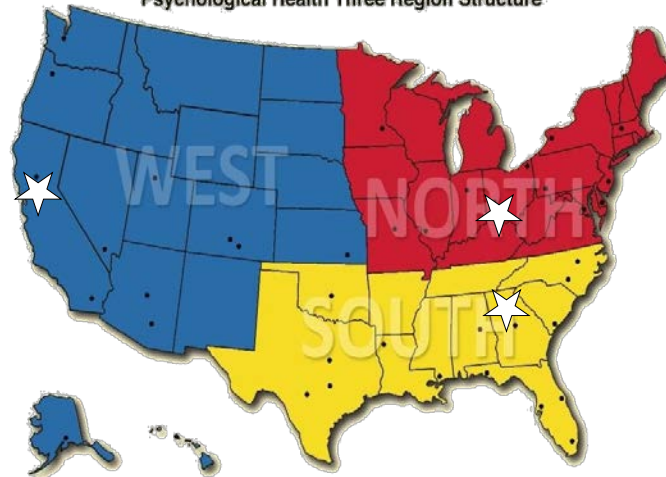 Psychological Health Three Region Structure
WEST
NORTH
SOUTH